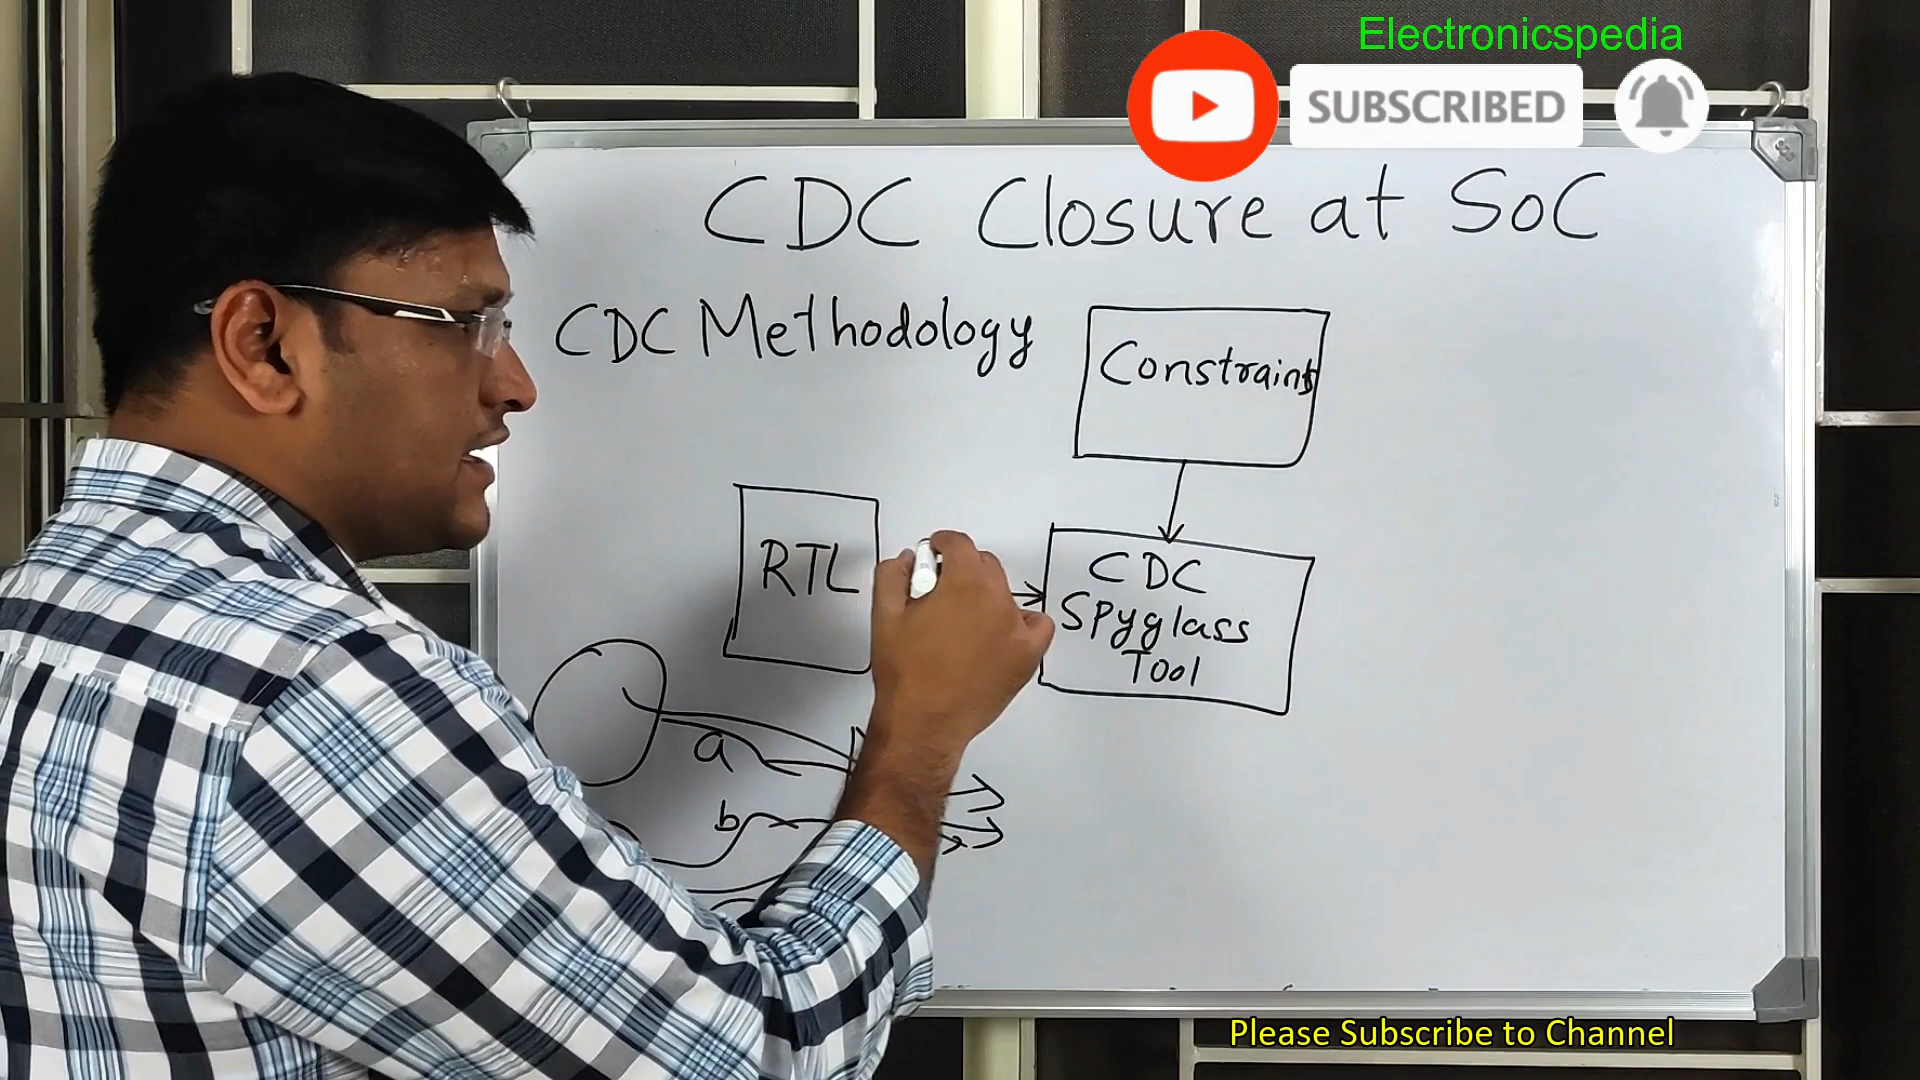 Electronicspedia
SUBSCRIBED
CDC Closure at SoC
CDC Methodology
Constraints
RTL
CDC
Spyglass
Tool
a
b
Please Subscribe to Channel